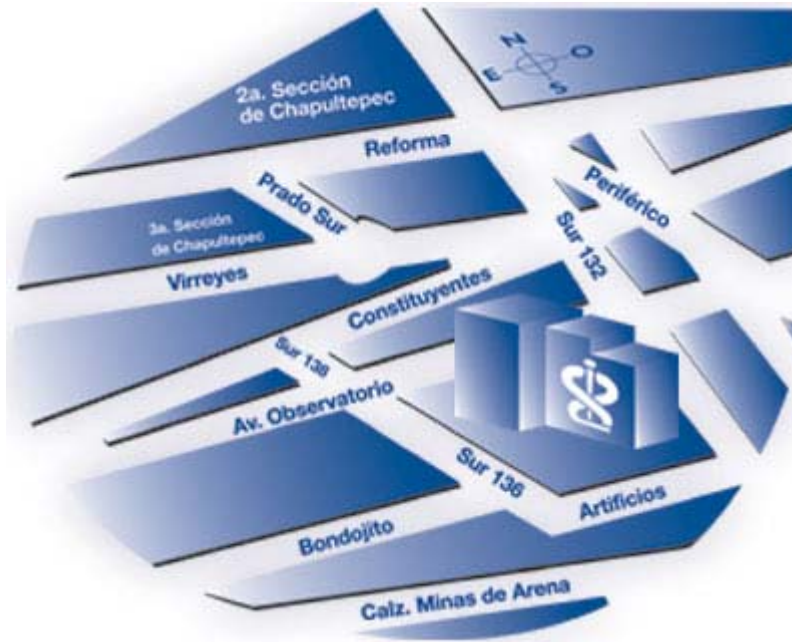 N
O
E
S
2a. Sección
de Chapultepec
Reforma
Prado Sur
Periférico
3a. Sección
de Chapultepec
Sur 132
Virreyes
Constituyentes
Sur 138
Av. Observatorio
Sur 136
Artificios
Bondojito
Calz. Minas de Arena